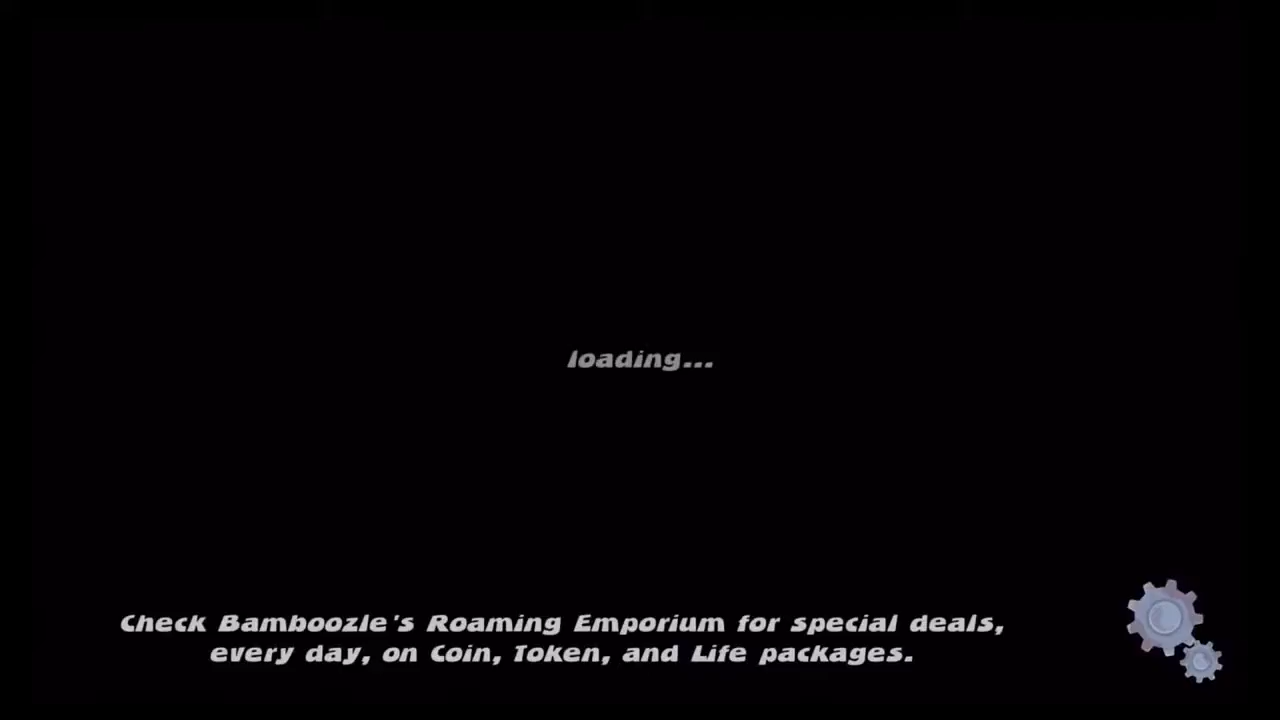 loading...
Check Bamboozle's Roaming Emporium for special deals,
every day, on Coin, Token, and Life packages.